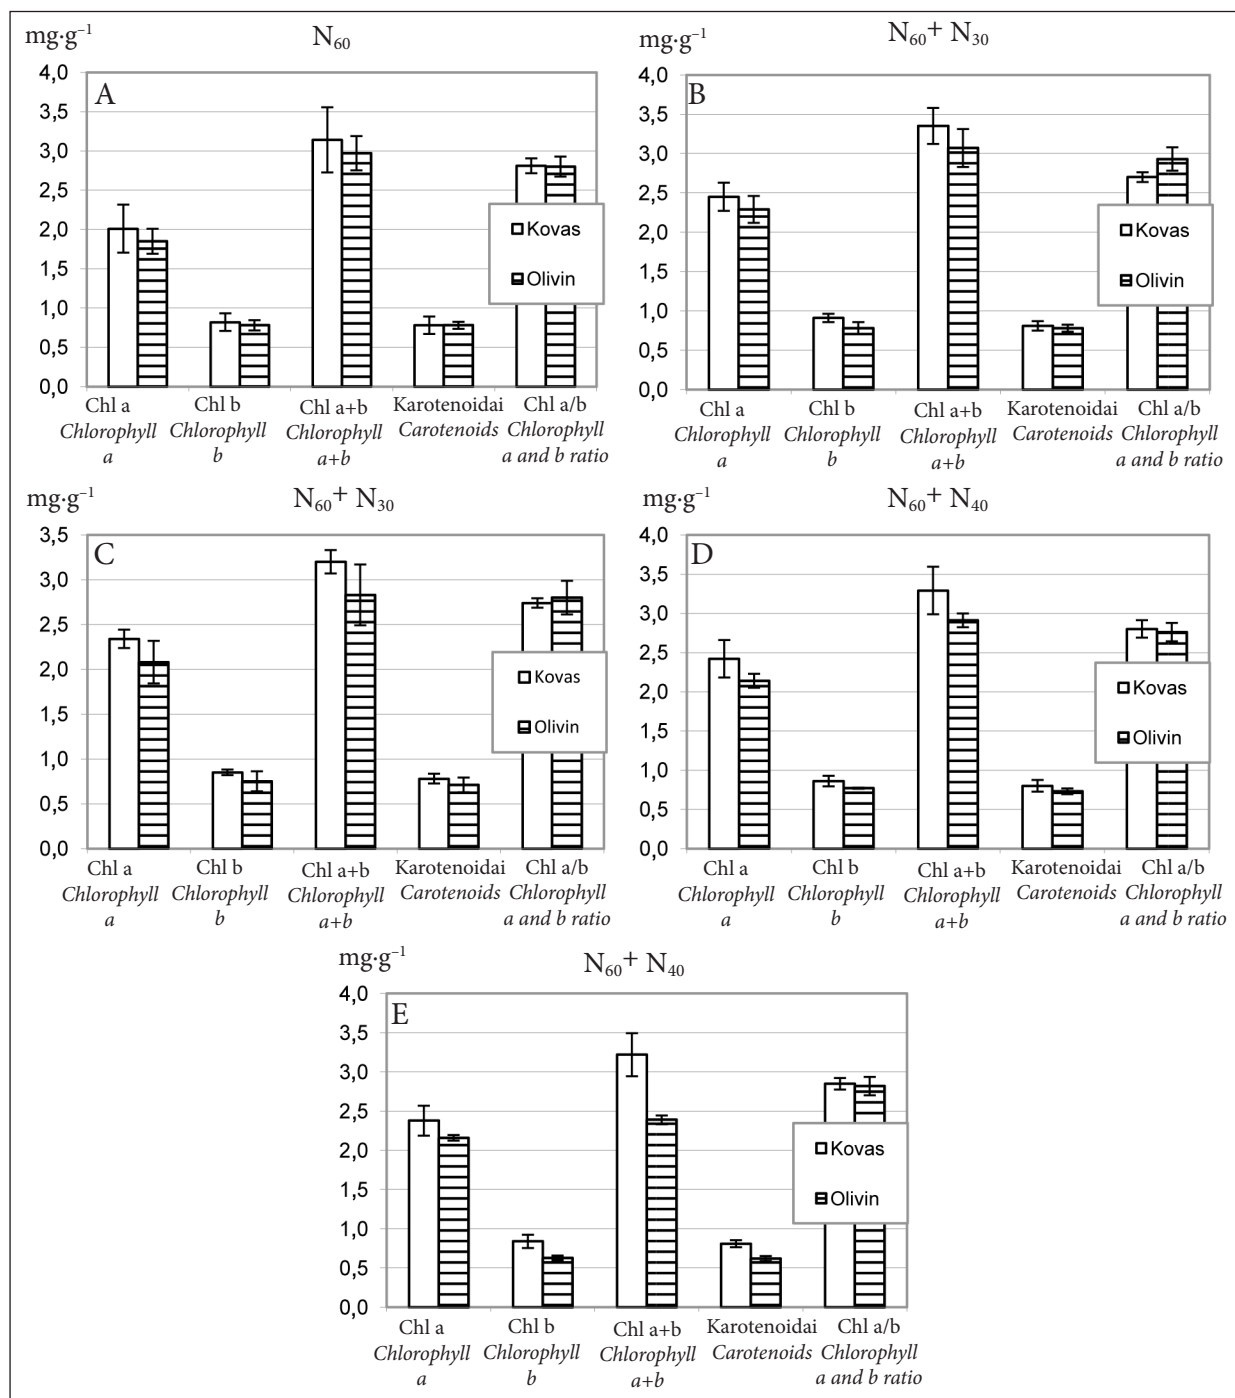 mg·g⁻¹
N₆₀
A
4,0
3,5
3,0
2,5
2,0
1,5
1,0
0,5
0,0
Kovas
Olivin
Chl a Chl b Chl a+b Karotenoidai Chl a/b
Chlorophyll Chlorophyll Chlorophyll Carotenoids Chlorophyll
a b a+b a and b ratio
mg·g⁻¹
N₆₀+ N₃₀
B
4,0
3,5
3,0
2,5
2,0
1,5
1,0
0,5
0,0
Kovas
Olivin
Chl a Chl b Chl a+b Karotenoidai Chl a/b
Chlorophyll Chlorophyll Chlorophyll Carotenoids Chlorophyll
a b a+b a and b ratio
mg·g⁻¹
N₆₀+ N₃₀
C
3,5
3,0
2,5
2,0
1,5
1,0
0,5
0,0
Kovas
Olivin
Chl a Chl b Chl a+b Karotenoidai Chl a/b
Chlorophyll Chlorophyll Chlorophyll Carotenoids Chlorophyll
a b a+b a and b ratio
mg·g⁻¹
N₆₀+ N₄₀
D
4,0
3,5
3,0
2,5
2,0
1,5
1,0
0,5
0,0
Kovas
Olivin
Chl a Chl b Chl a+b Karotenoidai Chl a/b
Chlorophyll Chlorophyll Chlorophyll Carotenoids Chlorophyll
a b a+b a and b ratio
mg·g⁻¹
N₆₀+ N₄₀
E
4,0
3,5
3,0
2,5
2,0
1,5
1,0
0,5
0,0
Kovas
Olivin
Chl a Chl b Chl a+b Karotenoidai Chl a/b
Chlorophyll Chlorophyll Chlorophyll Carotenoids Chlorophyll
a b a+b a and b ratio